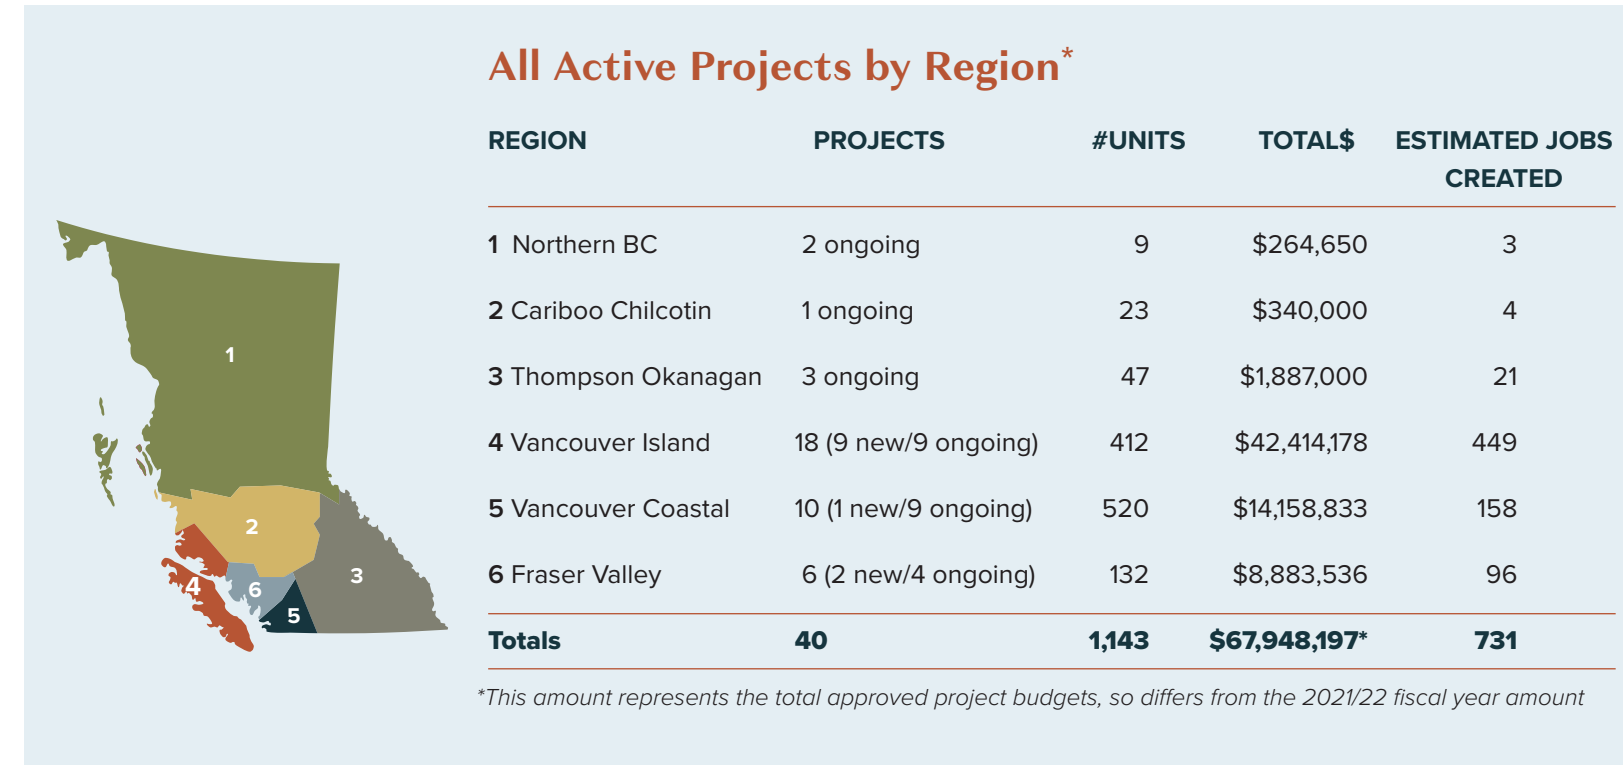 All Active Projects by Region*
REGION PROJECTS #UNITS TOTAL$ ESTIMATED JOBS
CREATED
1 Northern BC 2 ongoing 9 $264,650 3
2 Cariboo Chilcotin 1 ongoing 23 $340,000 4
3 Thompson Okanagan 3 ongoing 47 $1,887,000 21
4 Vancouver Island 18 (9 new/9 ongoing) 412 $42,414,178 449
5 Vancouver Coastal 10 (1 new/9 ongoing) 520 $14,158,833 158
6 Fraser Valley 6 (2 new/4 ongoing) 132 $8,883,536 96
Totals 40 1,143 $67,948,197* 731
*This amount represents the total approved project budgets, so differs from the 2021/22 fiscal year amount
1
2
3
4
6
5